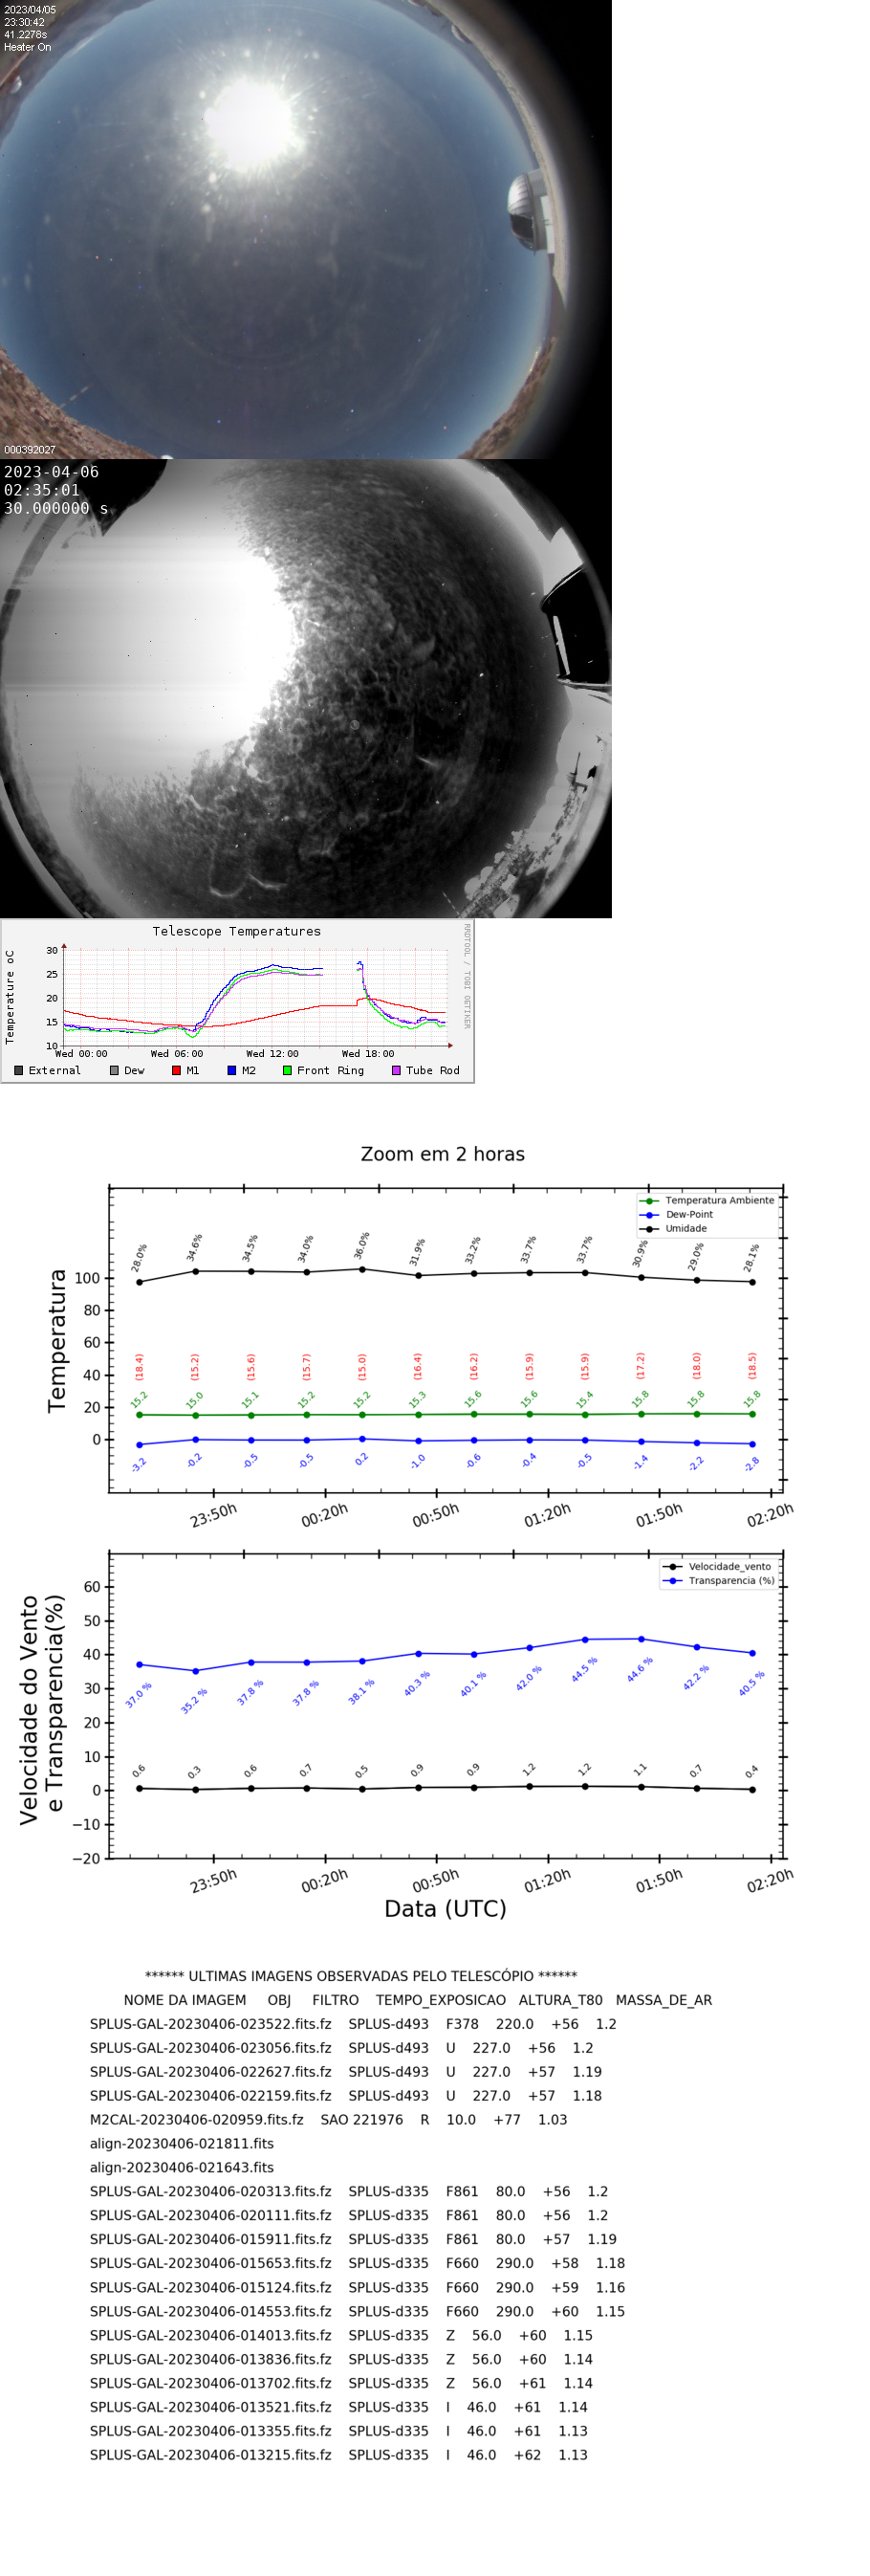 2023/04/05
23:30:42
41.2278s
Heater On
000392027
2023-04-06
02:35:01
30.000000 s
Telescope Temperatures
RRDTOOL / TOBI OETIKER
Temperature oC
30
25
20
15
10
Wed 00:00 Wed 06:00 Wed 12:00 Wed 18:00
External Dew M1 M2 Front Ring Tube Rod
Zoom em 2 horas
Temperatura Ambiente
Dew-Point
Umidade
Temperatura
100
80
60
40
20
0
28.0% 34.6% 34.5% 34.0% 36.0% 31.9% 33.2% 33.7% 33.7% 30.9% 29.0% 28.1%
(18.4) (15.2) (15.6) (15.7) (15.0) (16.4) (16.2) (15.9) (15.9) (17.2) (18.0) (18.5)
15.2 15.0 15.1 15.2 15.2 15.3 15.6 15.6 15.4 15.8 15.8 15.8
-3.2 -0.2 -0.5 -0.5 0.2 -1.0 -0.6 -0.4 -0.5 -1.4 -2.2 -2.8
23:50h 00:20h 00:50h 01:20h 01:50h 02:20h
Velocidade_vento
Transparencia (%)
Velocidade do Vento
e Transparencia(%)
60
50
40
30
20
10
0
−10
−20
37.0 % 35.2 % 37.8 % 37.8 % 38.1 % 40.3 % 40.1 % 42.0 % 44.5 % 44.6 % 42.2 % 40.5 %
0.6 0.3 0.6 0.7 0.5 0.9 0.9 1.2 1.2 1.1 0.7 0.4
23:50h 00:20h 00:50h 01:20h 01:50h 02:20h
Data (UTC)
****** ULTIMAS IMAGENS OBSERVADAS PELO TELESCÓPIO ******
NOME DA IMAGEM OBJ FILTRO TEMPO_EXPOSICAO ALTURA_T80 MASSA_DE_AR
SPLUS-GAL-20230406-023522.fits.fz SPLUS-d493 F378 220.0 +56 1.2
SPLUS-GAL-20230406-023056.fits.fz SPLUS-d493 U 227.0 +56 1.2
SPLUS-GAL-20230406-022627.fits.fz SPLUS-d493 U 227.0 +57 1.19
SPLUS-GAL-20230406-022159.fits.fz SPLUS-d493 U 227.0 +57 1.18
M2CAL-20230406-020959.fits.fz SAO 221976 R 10.0 +77 1.03
align-20230406-021811.fits
align-20230406-021643.fits
SPLUS-GAL-20230406-020313.fits.fz SPLUS-d335 F861 80.0 +56 1.2
SPLUS-GAL-20230406-020111.fits.fz SPLUS-d335 F861 80.0 +56 1.2
SPLUS-GAL-20230406-015911.fits.fz SPLUS-d335 F861 80.0 +57 1.19
SPLUS-GAL-20230406-015653.fits.fz SPLUS-d335 F660 290.0 +58 1.18
SPLUS-GAL-20230406-015124.fits.fz SPLUS-d335 F660 290.0 +59 1.16
SPLUS-GAL-20230406-014553.fits.fz SPLUS-d335 F660 290.0 +60 1.15
SPLUS-GAL-20230406-014013.fits.fz SPLUS-d335 Z 56.0 +60 1.15
SPLUS-GAL-20230406-013836.fits.fz SPLUS-d335 Z 56.0 +60 1.14
SPLUS-GAL-20230406-013702.fits.fz SPLUS-d335 Z 56.0 +61 1.14
SPLUS-GAL-20230406-013521.fits.fz SPLUS-d335 I 46.0 +61 1.14
SPLUS-GAL-20230406-013355.fits.fz SPLUS-d335 I 46.0 +61 1.13
SPLUS-GAL-20230406-013215.fits.fz SPLUS-d335 I 46.0 +62 1.13